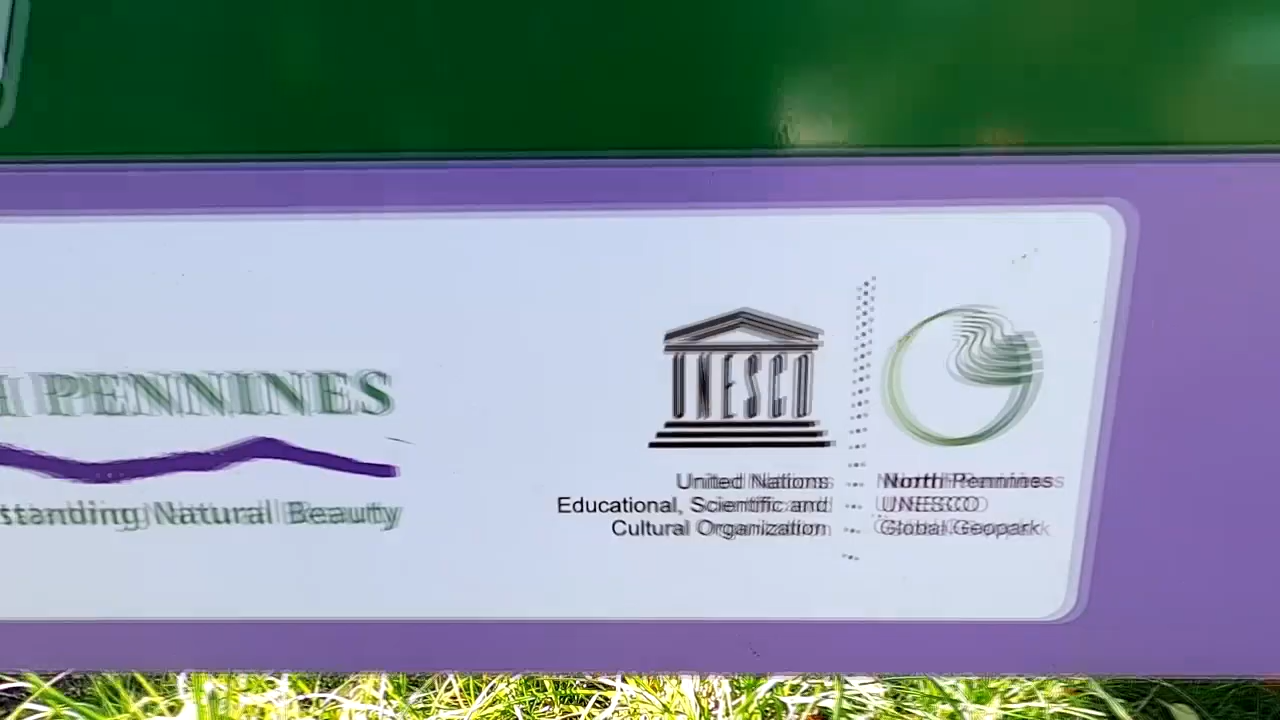 H PENNINES
standing Natural Beauty
UNESCO
United Nations
Educational, Scientific and
Cultural Organization
North Pennines
UNESCO
Global Geopark